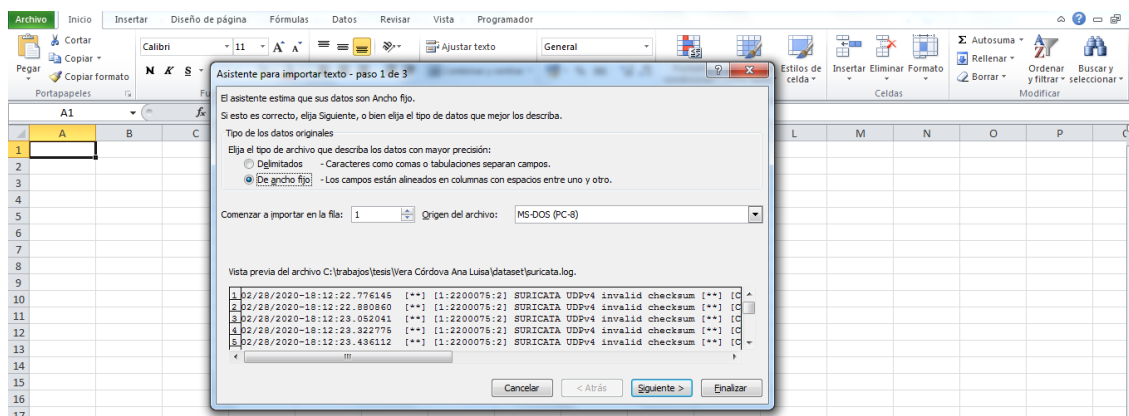 Archivo Inicio Insertar Diseño de página Fórmulas Datos Revisar Vista Programador
Cortar
Copiar
Copiar formato
Pegar
Portapapeles
Calibri 11 A A
N K S
Ajustar texto
General
Estilos de celda
Insertar Eliminar Formato
Celdas
Σ Autosuma
Rellenar
Borrar
Ordenar y filtrar
Buscar y seleccionar
Modificar
A1 fx
A B C L M N O P
1
2
3
4
5
6
7
8
9
10
11
12
13
14
15
16
17
Asistente para importar texto - paso 1 de 3
El asistente estima que sus datos son Ancho fijo.
Si esto es correcto, elija Siguiente, o bien elija el tipo de datos que mejor los describa.
Tipo de los datos originales
Elija el tipo de archivo que describa los datos con mayor precisión:
Delimitados - Caracteres como comas o tabulaciones separan campos.
De ancho fijo - Los campos están alineados en columnas con espacios entre uno y otro.
Comenzar a importar en la fila: 1 Origen del archivo: MS-DOS (PC-8)
Vista previa del archivo C:\trabajos\tesis\Vera Córdova Ana Luisa\dataset\suricata.log.
1 02/28/2020-18:12:22.776145 [**] [1:2200075:2] SURICATA UDPv4 invalid checksum [**] [C
2 02/28/2020-18:12:22.880860 [**] [1:2200075:2] SURICATA UDPv4 invalid checksum [**] [C
3 02/28/2020-18:12:23.052041 [**] [1:2200075:2] SURICATA UDPv4 invalid checksum [**] [C
4 02/28/2020-18:12:23.322775 [**] [1:2200075:2] SURICATA UDPv4 invalid checksum [**] [C
5 02/28/2020-18:12:23.436112 [**] [1:2200075:2] SURICATA UDPv4 invalid checksum [**] [C
Cancelar < Atrás Siguiente > Finalizar